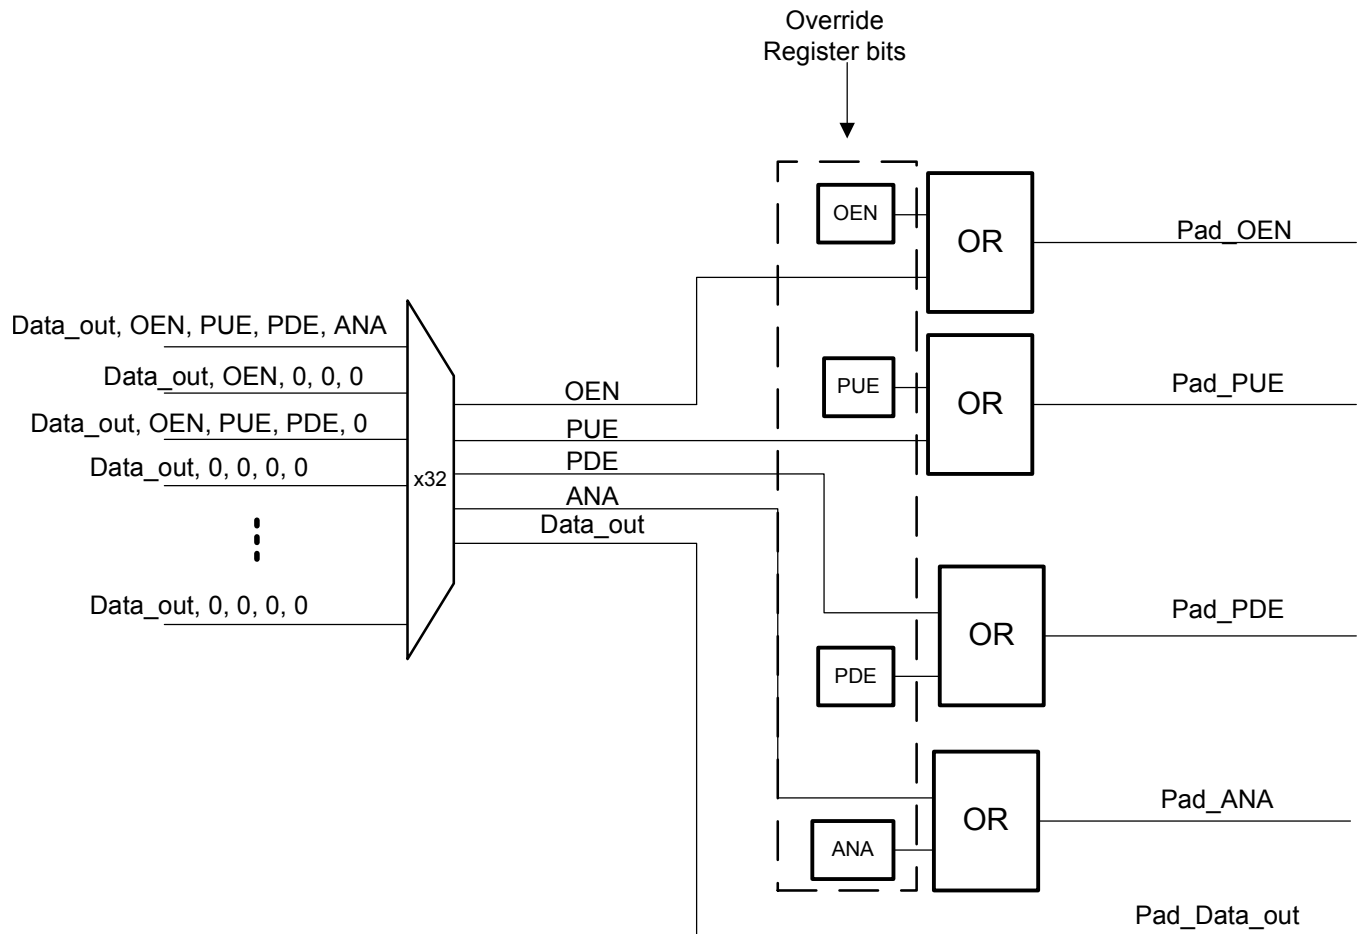 Override
Register bits
OEN
OR
Pad_OEN
Data_out, OEN, PUE, PDE, ANA
Data_out, OEN, 0, 0, 0
Data_out, OEN, PUE, PDE, 0
Data_out, 0, 0, 0, 0
Data_out, 0, 0, 0, 0
x32
OEN
PUE
PDE
ANA
Data_out
PUE
OR
Pad_PUE
OR
Pad_PDE
PDE
OR
Pad_ANA
ANA
Pad_Data_out